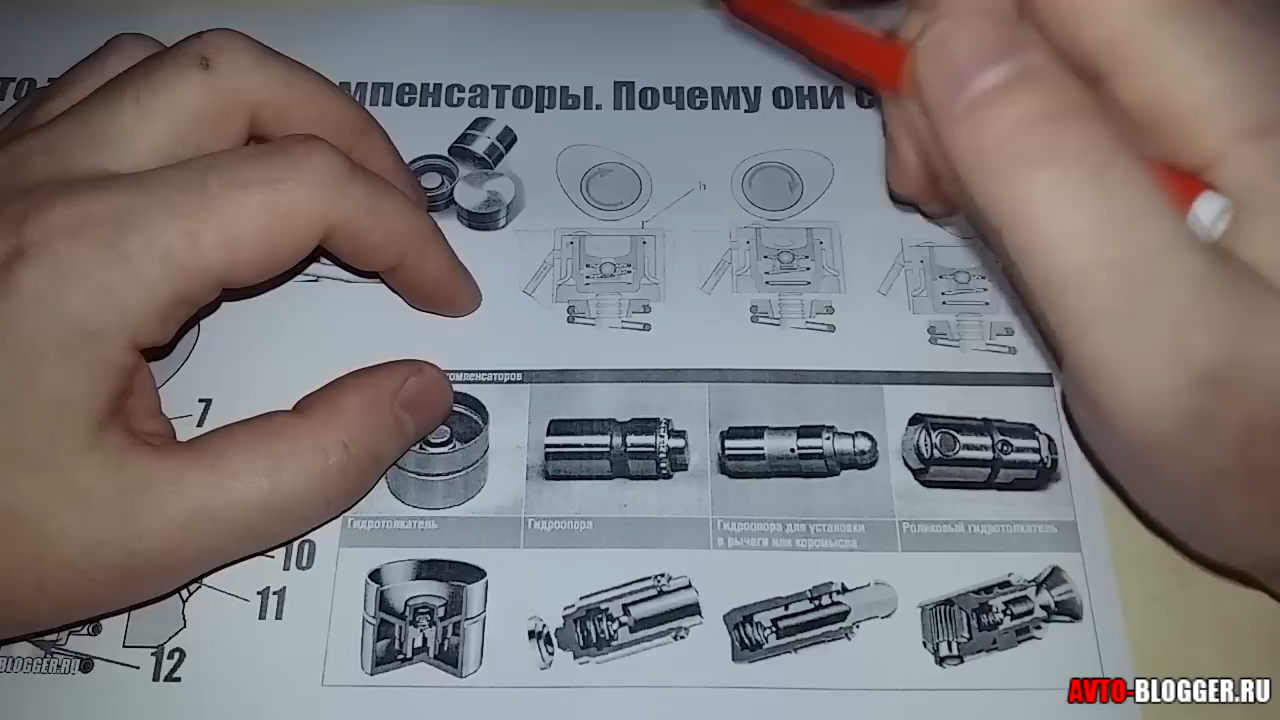 мпенсаторы. Почему они с
h
омпенсаторов
7
Гидротолкатель
Гидроопора
Гидроопора для установки
в рычаги или коромысла
Роликовый гидротолкатель
10
11
12
BLOGGER.RU
AVTO-BLOGGER.RU